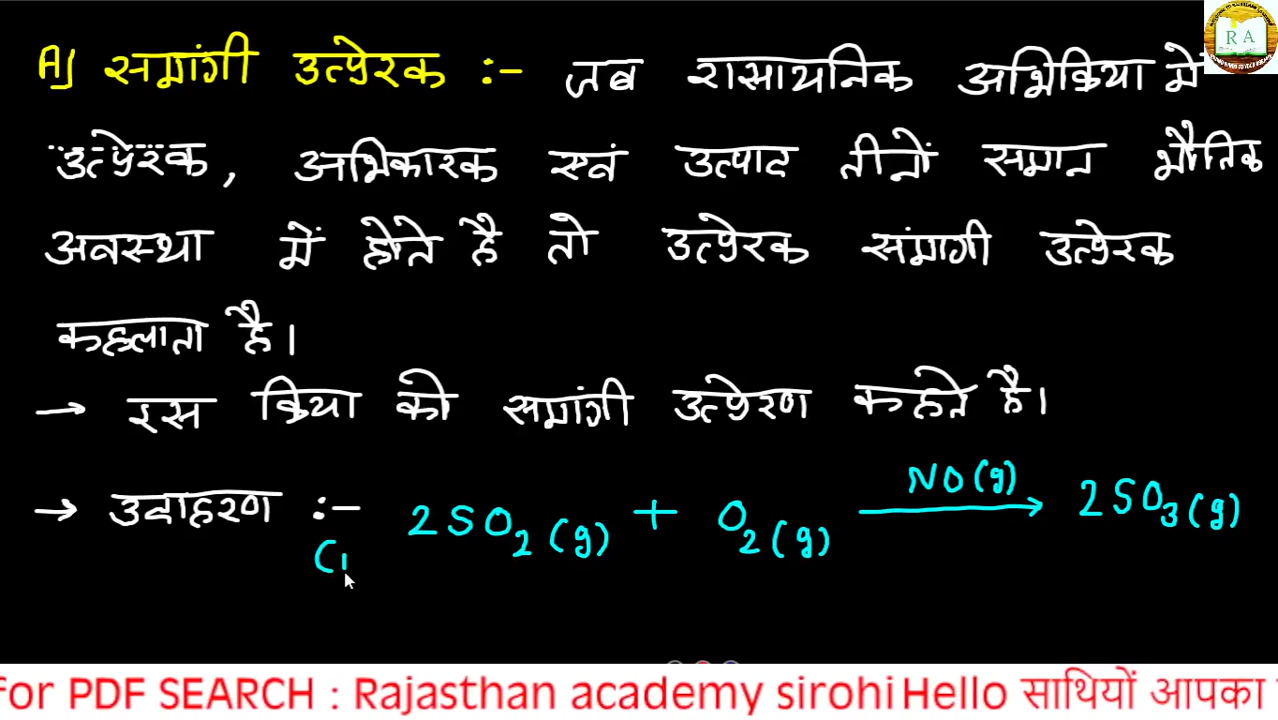 A) समांगी उत्प्रेरक :- जब रासायनिक अभिक्रिया में
उत्प्रेरक, अभिकारक एवं उत्पाद तीनों समान भौतिक
अवस्था में होते है तो उत्प्रेरक संमागी उत्प्रेरक
कहलाता है।
→ इस क्रिया को समांगी उत्प्रेरण कहते है।
→ उदाहरण :- 2SO₂(g) + O₂(g) NO(g)→ 2SO₃(g)
(1
RA
for PDF SEARCH : Rajasthan academy sirohi Hello साथियों आपका